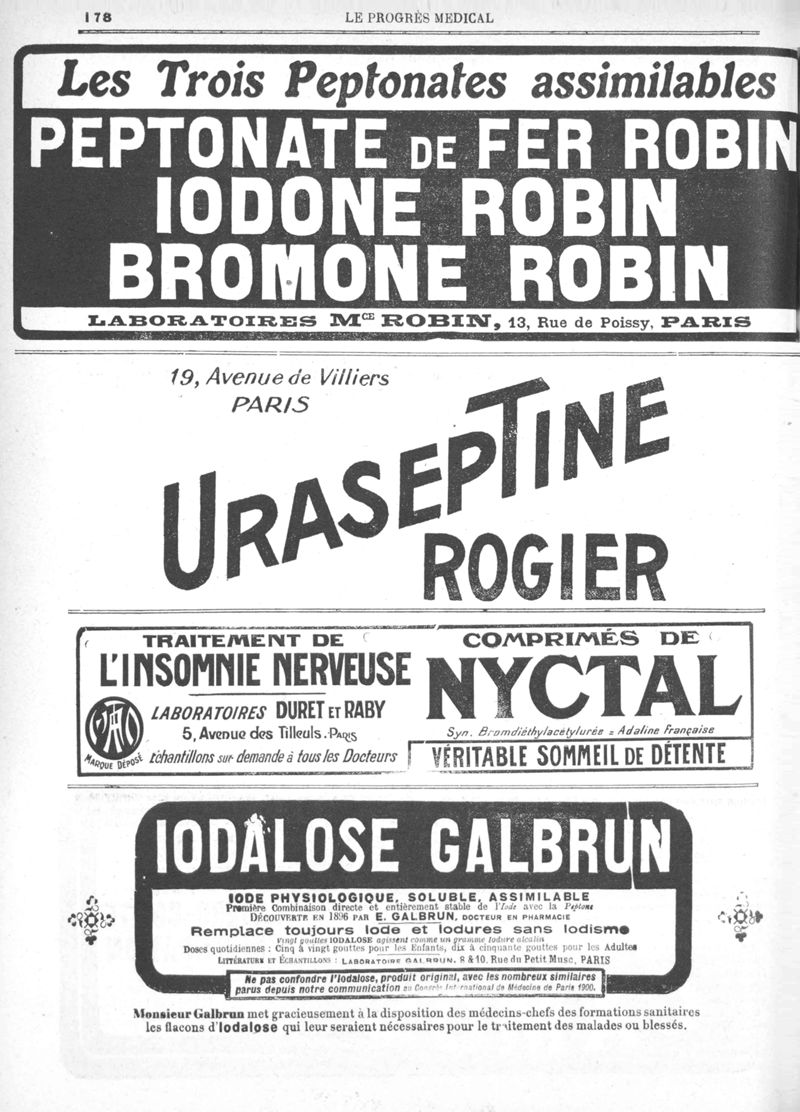 178
LE PROGRÈS MEDICAL
Les Trois Peptonates assimilables
PEPTONATE DE FER ROBIN
IODONE ROBIN
BROMONE ROBIN
LABORATOIRES MCE ROBIN, 13, Rue de Poissy, PARIS
19, Avenue de Villiers
PARIS
URASEPTINE
ROGIER
TRAITEMENT DE
L'INSOMNIE NERVEUSE
LABORATOIRES DURET ET RABY
5, Avenue des Tilleuls. PARIS
MARQUE DÉPOSÉ
Echantillons sur demande à tous les Docteurs
COMPRIMÉS DE
NYCTAL
Syn. Bromdiéthylacétylurée = Adaline Française
VÉRITABLE SOMMEIL DE DÉTENTE
IODALOSE GALBRUN
IODE PHYSIOLOGIQUE, SOLUBLE, ASSIMILABLE
Première Combinaison directe et entièrement stable de l'Iode avec la Peptone
DÉCOUVERTE EN 1896 PAR E. GALBRUN, DOCTEUR EN PHARMACIE
Remplace toujours Iode et Iodures sans Iodisme
Vingt gouttes IODALOSE agissent comme un gramme Iodure alcalin
Doses quotidiennes : Cinq à vingt gouttes pour les Enfants, dix à cinquante gouttes pour les Adultes
LITTÉRATURE ET ÉCHANTILLONS : LABORATOIRE GALBRUN, 8 & 10, Rue du Petit Musc, PARIS
Ne pas confondre l'Iodalose, produit original, avec les nombreux similaires
parus depuis notre communication au Congrès International de Médecine de Paris 1900.
Monsieur Galbrun met gracieusement à la disposition des médecins-chefs des formations sanitaires
les flacons d'Iodalose qui leur seraient nécessaires pour le traitement des malades ou blessés.